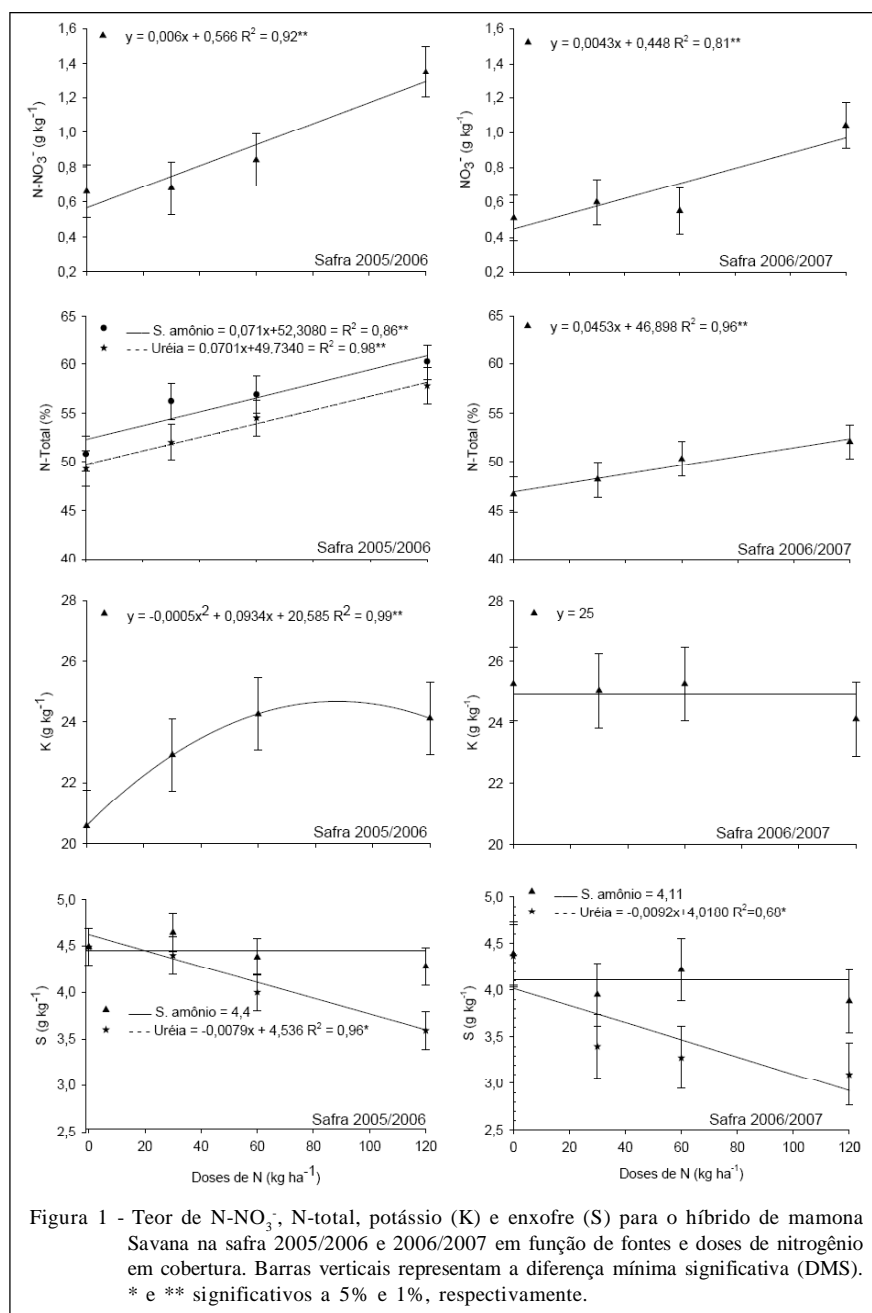 y = 0,006x + 0,566 R² = 0,92**
1,6
1,4
1,2
1,0
0,8
0,6
0,4
0,2
N-NO₃⁻ (g kg⁻¹)
Safra 2005/2006
y = 0,0043x + 0,448 R² = 0,81**
1,6
1,4
1,2
1,0
0,8
0,6
0,4
0,2
NO₃⁻ (g kg⁻¹)
Safra 2006/2007
S. amônio = 0,071x+52,3080 = R² = 0,86**
Uréia = 0,0701x+49,7340 = R² = 0,98**
65
60
55
50
45
40
N-Total (%)
Safra 2005/2006
y = 0,0453x + 46,898 R² = 0,96**
65
60
55
50
45
40
N-Total (%)
Safra 2006/2007
y = -0,0005x² + 0,0934x + 20,585 R² = 0,99**
28
26
24
22
20
K (g kg⁻¹)
Safra 2005/2006
y = 25
28
26
24
22
20
K (g kg⁻¹)
Safra 2006/2007
5,0
4,5
4,0
3,5
3,0
2,5
S (g kg⁻¹)
S. amônio = 4,4
Uréia = -0,0079x + 4,536 R² = 0,96*
Safra 2005/2006
0 20 40 60 80 100 120
Doses de N (kg ha⁻¹)
S. amônio = 4,11
Uréia = -0,0092x+4,0180 R²=0,60*
5,0
4,5
4,0
3,5
3,0
2,5
S (g kg⁻¹)
Safra 2006/2007
0 20 40 60 80 100 120
Doses de N (kg ha⁻¹)
Figura 1 - Teor de N-NO₃⁻, N-total, potássio (K) e enxofre (S) para o híbrido de mamona
Savana na safra 2005/2006 e 2006/2007 em função de fontes e doses de nitrogênio
em cobertura. Barras verticais representam a diferença mínima significativa (DMS).
* e ** significativos a 5% e 1%, respectivamente.